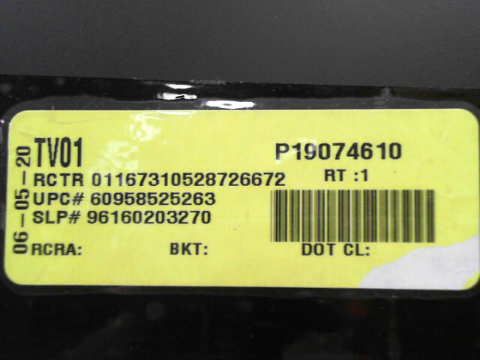 06-05-20
TV01 P19074610
RCTR 01167310528726672 RT :1
UPC# 60958525263
SLP# 96160203270
RCRA: BKT: DOT CL: